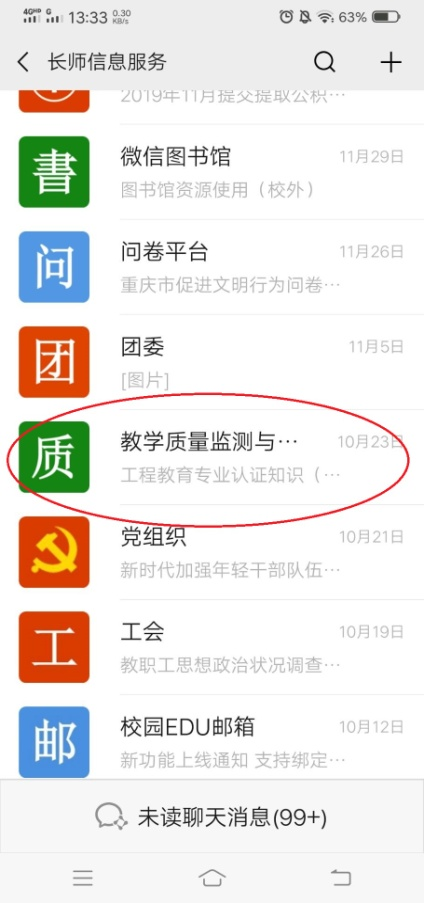 4GHD G 13:33 0.30 KB/s 63%
长师信息服务
2019年11月提交提取公积…
書 微信图书馆 11月29日
图书馆资源使用（校外）
问 问卷平台 11月26日
重庆市促进文明行为问卷…
团 团委 11月5日
[图片]
质 教学质量监测与… 10月23日
工程教育专业认证知识（…
党组织 10月21日
新时代加强年轻干部队伍…
工 工会 10月19日
教职工思想政治状况调查…
邮 校园EDU邮箱 10月12日
新功能上线通知 支持绑定…
未读聊天消息(99+)